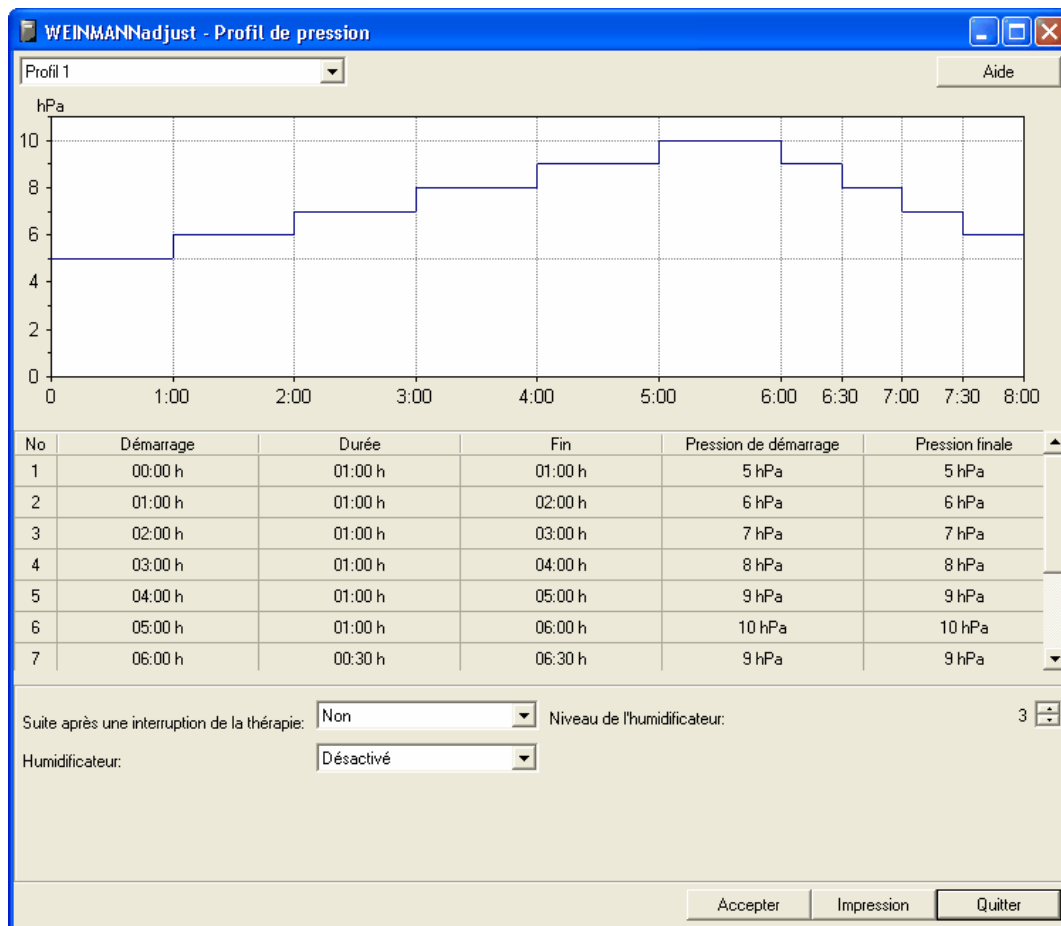 WEINMANNadjust - Profil de pression
Profil 1
Aide
hPa
10
8
6
4
2
0
0 1:00 2:00 3:00 4:00 5:00 6:00 6:30 7:00 7:30 8:00
No Démarrage Durée Fin Pression de démarrage Pression finale
1 00:00 h 01:00 h 01:00 h 5 hPa 5 hPa
2 01:00 h 01:00 h 02:00 h 6 hPa 6 hPa
3 02:00 h 01:00 h 03:00 h 7 hPa 7 hPa
4 03:00 h 01:00 h 04:00 h 8 hPa 8 hPa
5 04:00 h 01:00 h 05:00 h 9 hPa 9 hPa
6 05:00 h 01:00 h 06:00 h 10 hPa 10 hPa
7 06:00 h 00:30 h 06:30 h 9 hPa 9 hPa
Suite après une interruption de la thérapie: Non Niveau de l'humidificateur: 3
Humidificateur: Désactivé
Accepter Impression Quitter